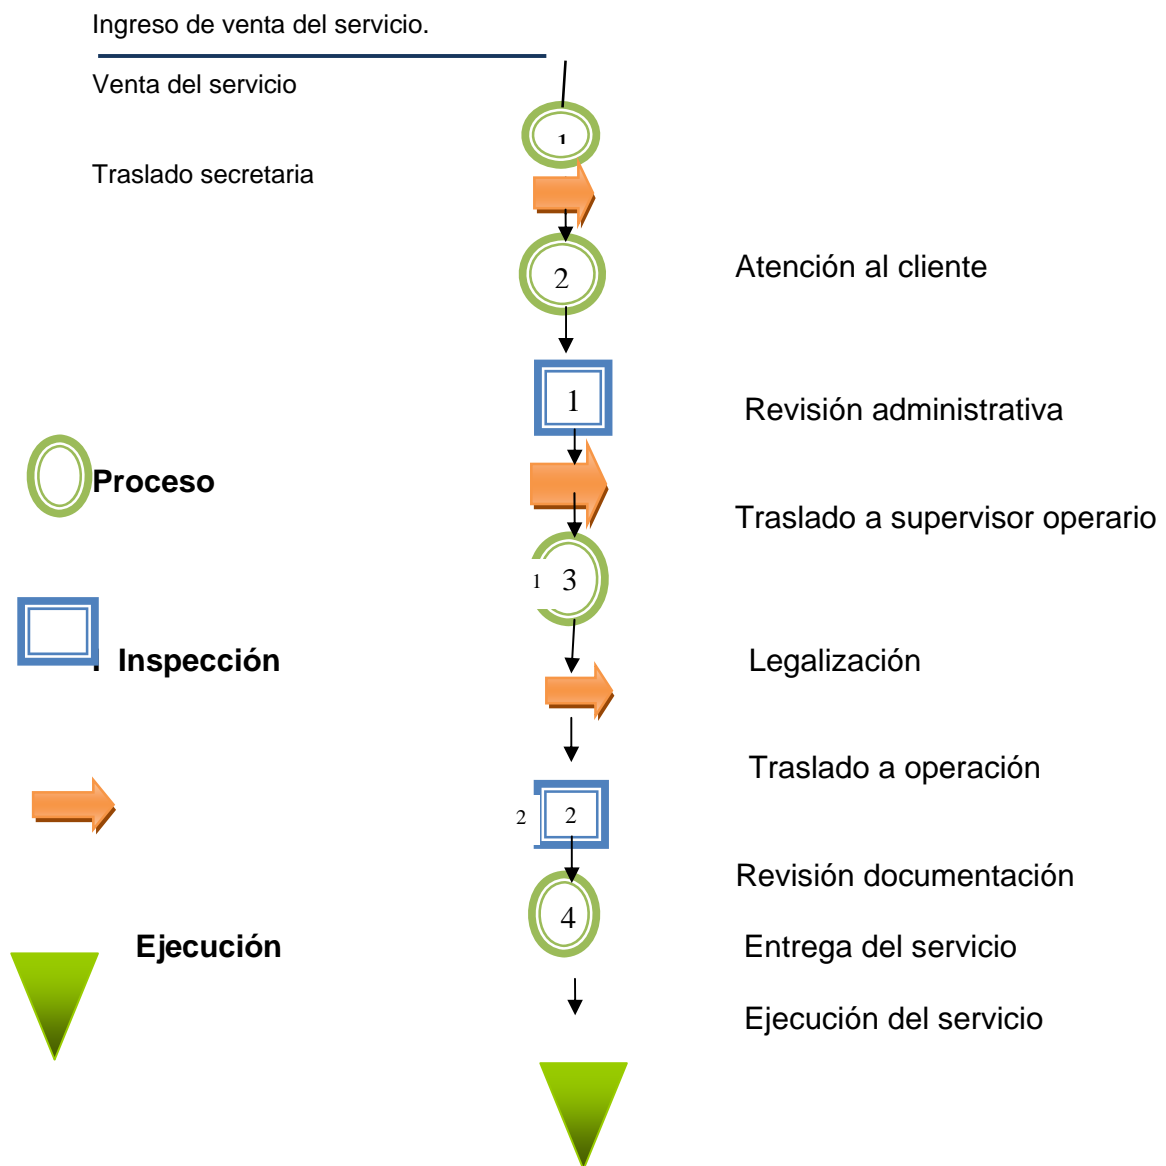 Ingreso de venta del servicio.
Venta del servicio
1
Traslado secretaria
2
Atención al cliente
1
Revisión administrativa
Proceso
Traslado a supervisor operario
1
3
Inspección
Legalización
Traslado a operación
2
2
Revisión documentación
4
Ejecución
Entrega del servicio
Ejecución del servicio